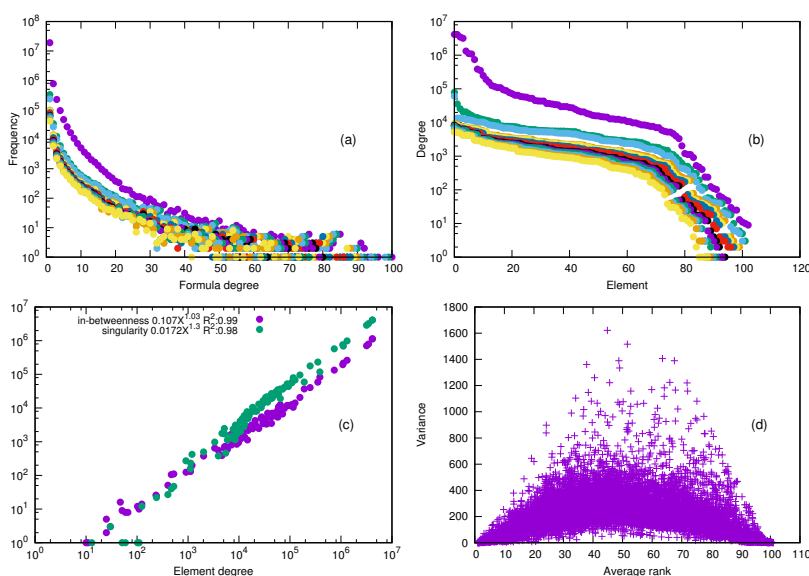 10^8
10^7
10^6
10^5
10^4
10^3
10^2
10^1
10^0
Frequency
(a)
0 10 20 30 40 50 60 70 80 90 100
Formula degree
10^7
10^6
10^5
10^4
10^3
10^2
10^1
10^0
Degree
(b)
0 20 40 60 80 100 120
Element
10^7
10^6
10^5
10^4
10^3
10^2
10^1
10^0
in-betweenness 0.107X^1.03 R^2:0.99
singularity 0.0172X^1.3 R^2:0.98
(c)
10^0 10^1 10^2 10^3 10^4 10^5 10^6 10^7
Element degree
1800
1600
1400
1200
1000
800
600
400
200
0
Variance
(d)
0 10 20 30 40 50 60 70 80 90 100 110
Average rank